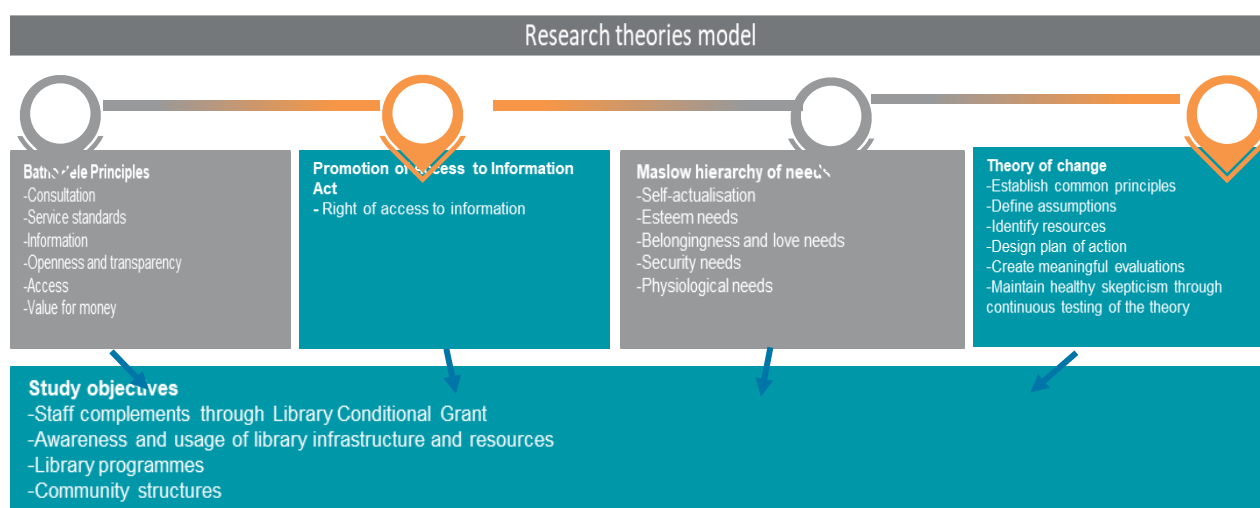 Research theories model
Batho Pele Principles
-Consultation
-Service standards
-Information
-Openness and transparency
-Access
-Value for money
Promotion of Access to Information
Act
- Right of access to information
Maslow hierarchy of needs
-Self-actualisation
-Esteem needs
-Belongingness and love needs
-Security needs
-Physiological needs
Theory of change
-Establish common principles
-Define assumptions
-Identify resources
-Design plan of action
-Create meaningful evaluations
-Maintain healthy skepticism through
continuous testing of the theory
Study objectives
-Staff complements through Library Conditional Grant
-Awareness and usage of library infrastructure and resources
-Library programmes
-Community structures